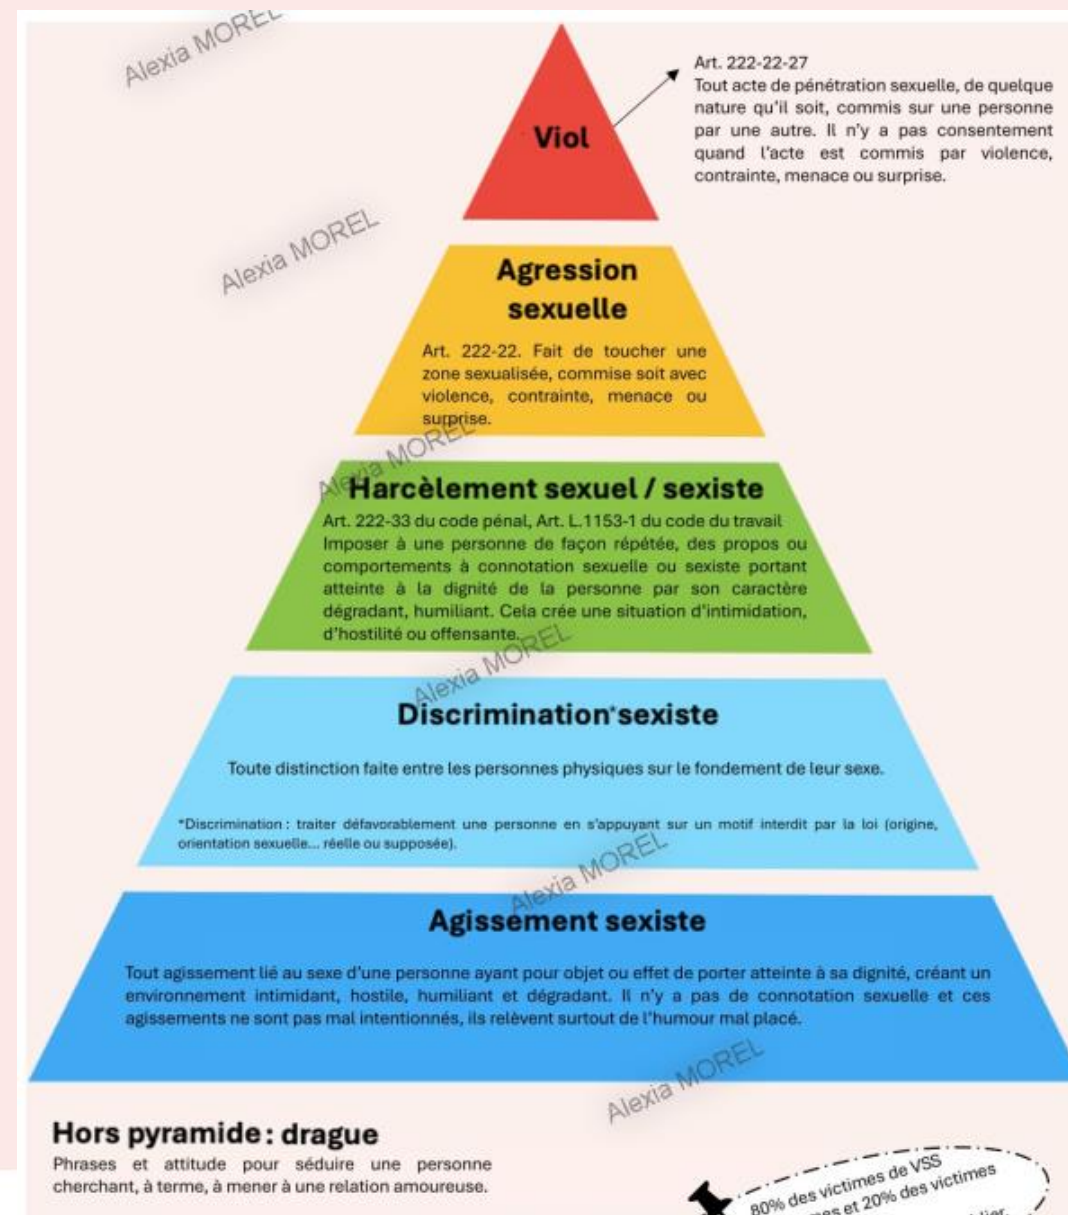 Alexia MOREL
Art. 222-22-27
Tout acte de pénétration sexuelle, de quelque
nature qu'il soit, commis sur une personne
par une autre. Il n'y a pas consentement
quand l'acte est commis par violence,
contrainte, menace ou surprise.
Viol
Alexia MOREL
Agression
sexuelle
Art. 222-22. Fait de toucher une
zone sexualisée, commise soit avec
violence, contrainte, menace ou
surprise.
Alexia MOREL
Harcèlement sexuel / sexiste
Art. 222-33 du code pénal, Art. L.1153-1 du code du travail
Imposer à une personne de façon répétée, des propos ou
comportements à connotation sexuelle ou sexiste portant
atteinte à la dignité de la personne par son caractère
dégradant, humiliant. Cela crée une situation d'intimidation,
d'hostilité ou offensante.
Alexia MOREL
Discrimination*sexiste
Toute distinction faite entre les personnes physiques sur le fondement de leur sexe.
*Discrimination : traiter défavorablement une personne en s'appuyant sur un motif interdit par la loi (origine,
orientation sexuelle... réelle ou supposée).
Alexia MOREL
Agissement sexiste
Tout agissement lié au sexe d'une personne ayant pour objet ou effet de porter atteinte à sa dignité, créant un
environnement intimidant, hostile, humiliant et dégradant. Il n'y a pas de connotation sexuelle et ces
agissements ne sont pas mal intentionnés, ils relèvent surtout de l'humour mal placé.
Alexia MOREL
Hors pyramide : drague
Phrases et attitude pour séduire une personne
cherchant, à terme, à mener à une relation amoureuse.
80% des victimes de VSS
et 20% des victimes